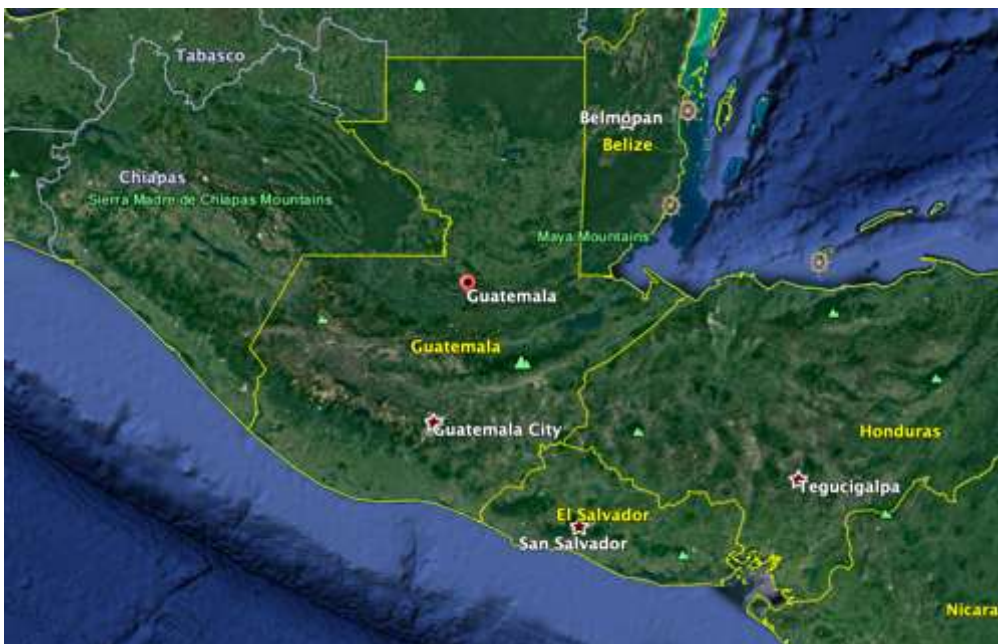 Tabasco
Belmopan
Belize
Chiapas
Sierra Madre de Chiapas Mountains
Maya Mountains
Guatemala
Guatemala
Guatemala City
Honduras
Tegucigalpa
El Salvador
San Salvador
Nicara